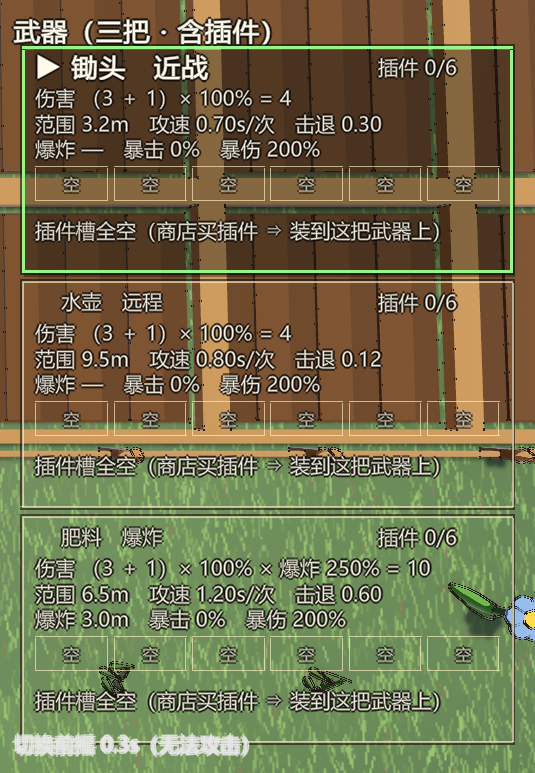 武器（三把 · 含插件）
▶ 锄头 近战 插件 0/6
伤害 （3 + 1）× 100% = 4
范围 3.2m 攻速 0.70s/次 击退 0.30
爆炸 — 暴击 0% 暴伤 200%
空 空 空 空 空 空
插件槽全空（商店买插件 ⇒ 装到这把武器上）
水壶 远程 插件 0/6
伤害 （3 + 1）× 100% = 4
范围 9.5m 攻速 0.80s/次 击退 0.12
爆炸 — 暴击 0% 暴伤 200%
空 空 空 空 空 空
插件槽全空（商店买插件 ⇒ 装到这把武器上）
肥料 爆炸 插件 0/6
伤害 （3 + 1）× 100% × 爆炸 250% = 10
范围 6.5m 攻速 1.20s/次 击退 0.60
爆炸 3.0m 暴击 0% 暴伤 200%
空 空 空 空 空 空
插件槽全空（商店买插件 ⇒ 装到这把武器上）
切换前摇 0.3s（无法攻击）